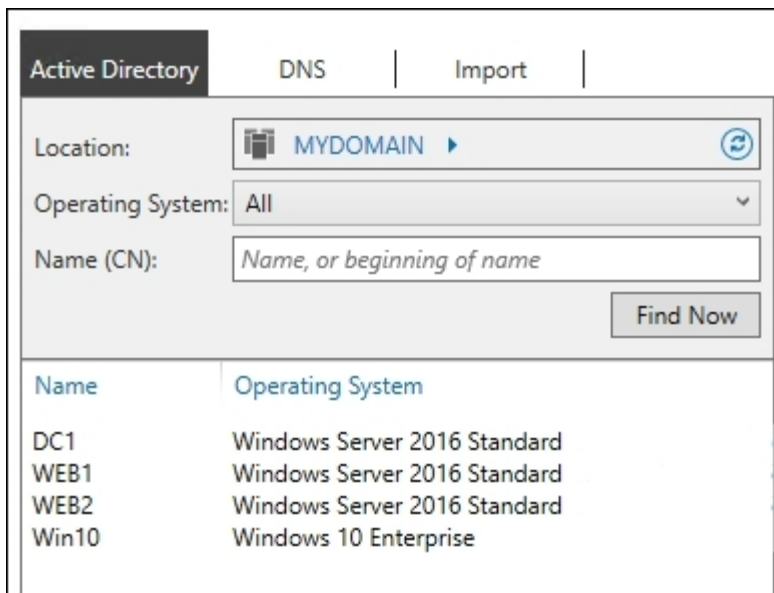 Active Directory DNS Import
Location: MYDOMAIN
Operating System: All
Name (CN): Name, or beginning of name
Find Now
Name Operating System
DC1 Windows Server 2016 Standard
WEB1 Windows Server 2016 Standard
WEB2 Windows Server 2016 Standard
Win10 Windows 10 Enterprise